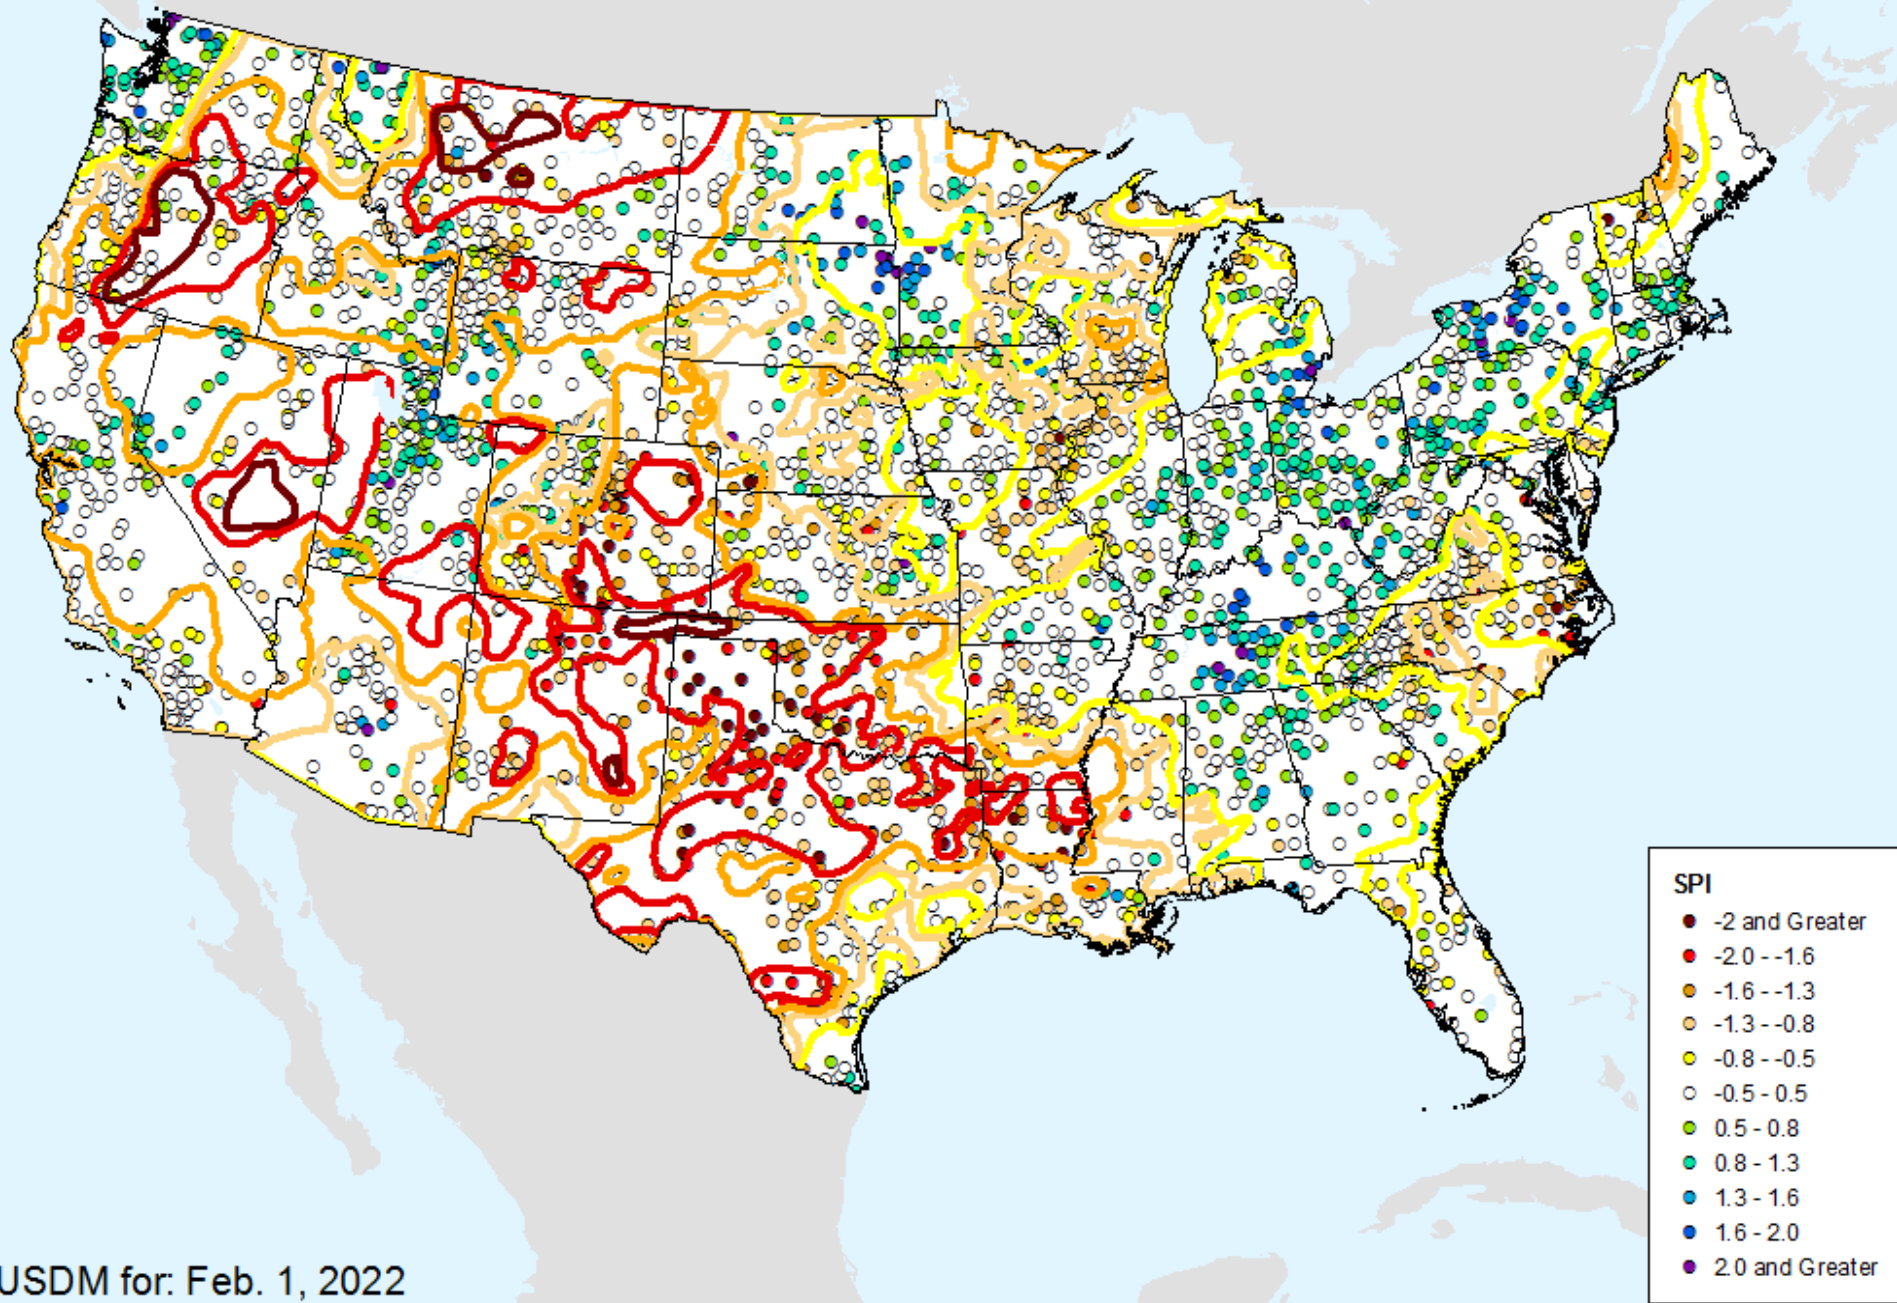 SPI
-2 and Greater
-2.0 - -1.6
-1.6 - -1.3
-1.3 - -0.8
-0.8 - -0.5
-0.5 - 0.5
0.5 - 0.8
0.8 - 1.3
1.3 - 1.6
1.6 - 2.0
2.0 and Greater
USDM for: Feb. 1, 2022